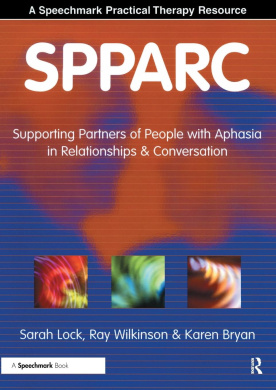 A Speechmark Practical Therapy Resource
SPPARC
Supporting Partners of People with Aphasia
in Relationships & Conversation
Sarah Lock, Ray Wilkinson & Karen Bryan
A Speechmark Book
R